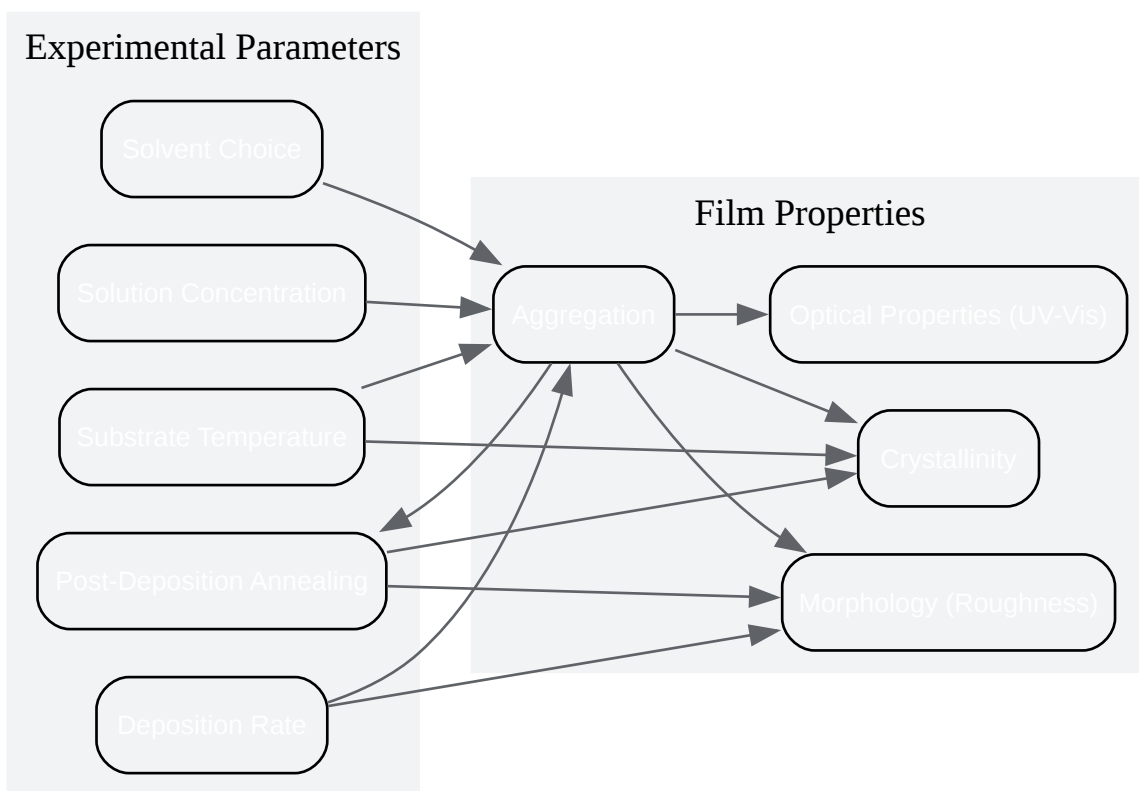 Experimental Parameters
Solvent Choice
Solution Concentration
Substrate Temperature
Post-Deposition Annealing
Deposition Rate
Film Properties
Aggregation
Optical Properties (UV-Vis)
Crystallinity
Morphology (Roughness)